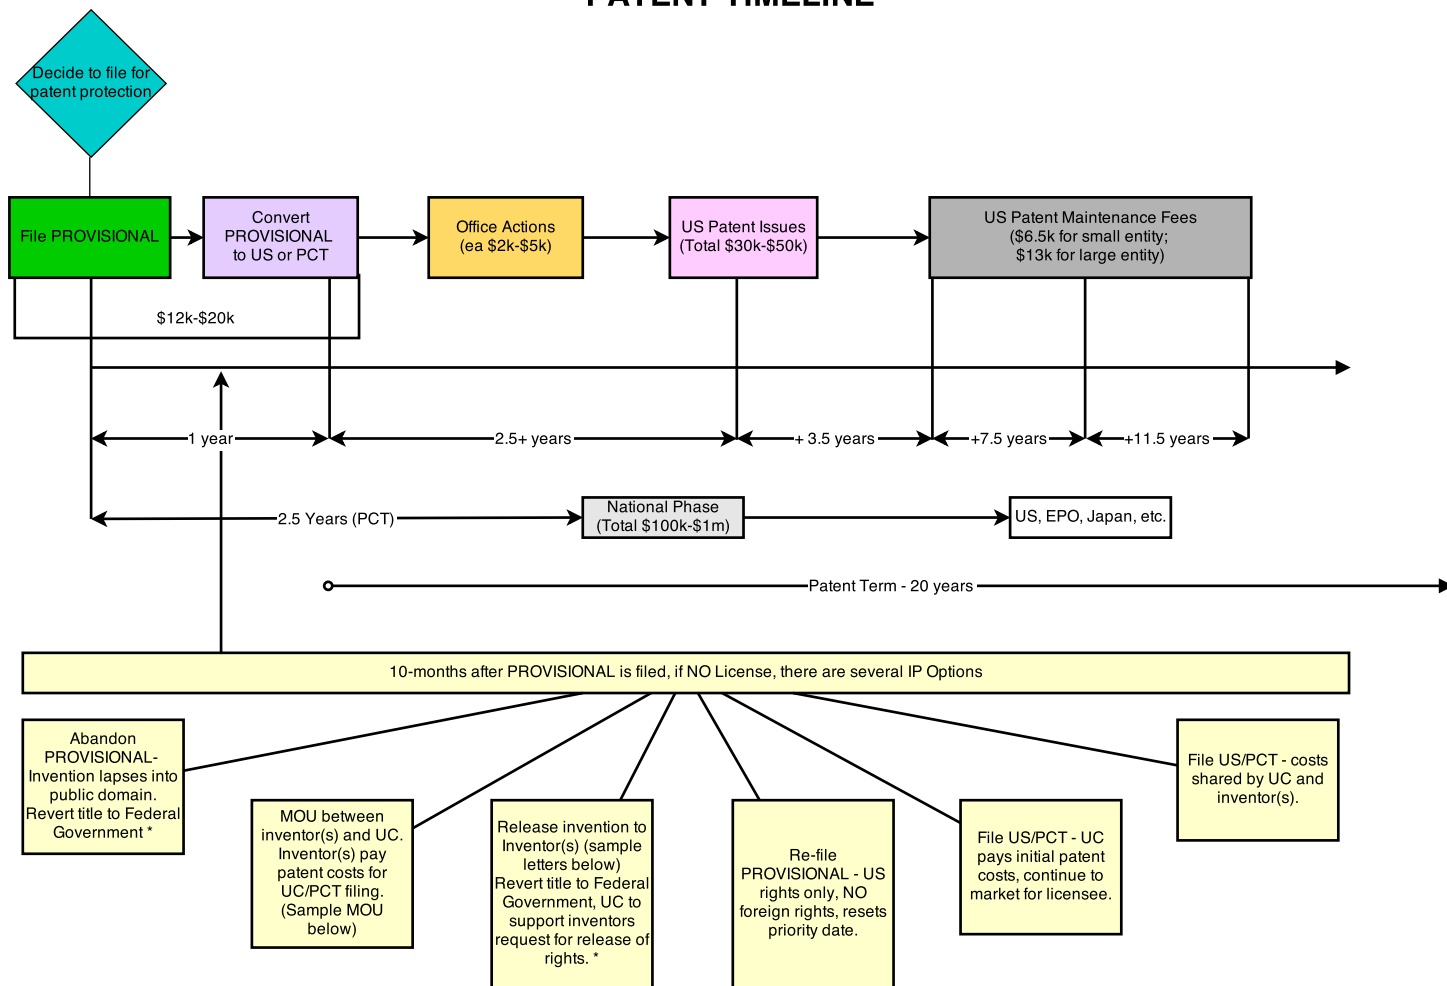 PATENT TIMELINE
Decide to file for
patent protection
File PROVISIONAL
Convert
PROVISIONAL
to US or PCT
Office Actions
(ea $2k-$5k)
US Patent Issues
(Total $30k-$50k)
US Patent Maintenance Fees
($6.5k for small entity;
$13k for large entity)
$12k-$20k
1 year
2.5+ years
+ 3.5 years
+7.5 years
+11.5 years
2.5 Years (PCT)
National Phase
(Total $100k-$1m)
US, EPO, Japan, etc.
Patent Term - 20 years
10-months after PROVISIONAL is filed, if NO License, there are several IP Options
Abandon
PROVISIONAL-
Invention lapses into
public domain.
Revert title to Federal
Government *
MOU between
inventor(s) and UC.
Inventor(s) pay
patent costs for
UC/PCT filing.
(Sample MOU
below)
Release invention to
Inventor(s) (sample
letters below)
Revert title to Federal
Government, UC to
support inventors
request for release of
rights. *
Re-file
PROVISIONAL - US
rights only, NO
foreign rights, resets
priority date.
File US/PCT - UC
pays initial patent
costs, continue to
market for licensee.
File US/PCT - costs
shared by UC and
inventor(s).